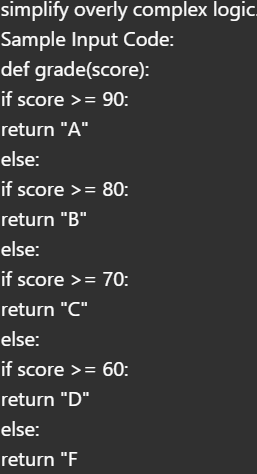 simplify overly complex logic.
Sample Input Code:
def grade(score):
if score >= 90:
return "A"
else:
if score >= 80:
return "B"
else:
if score >= 70:
return "C"
else:
if score >= 60:
return "D"
else:
return "F